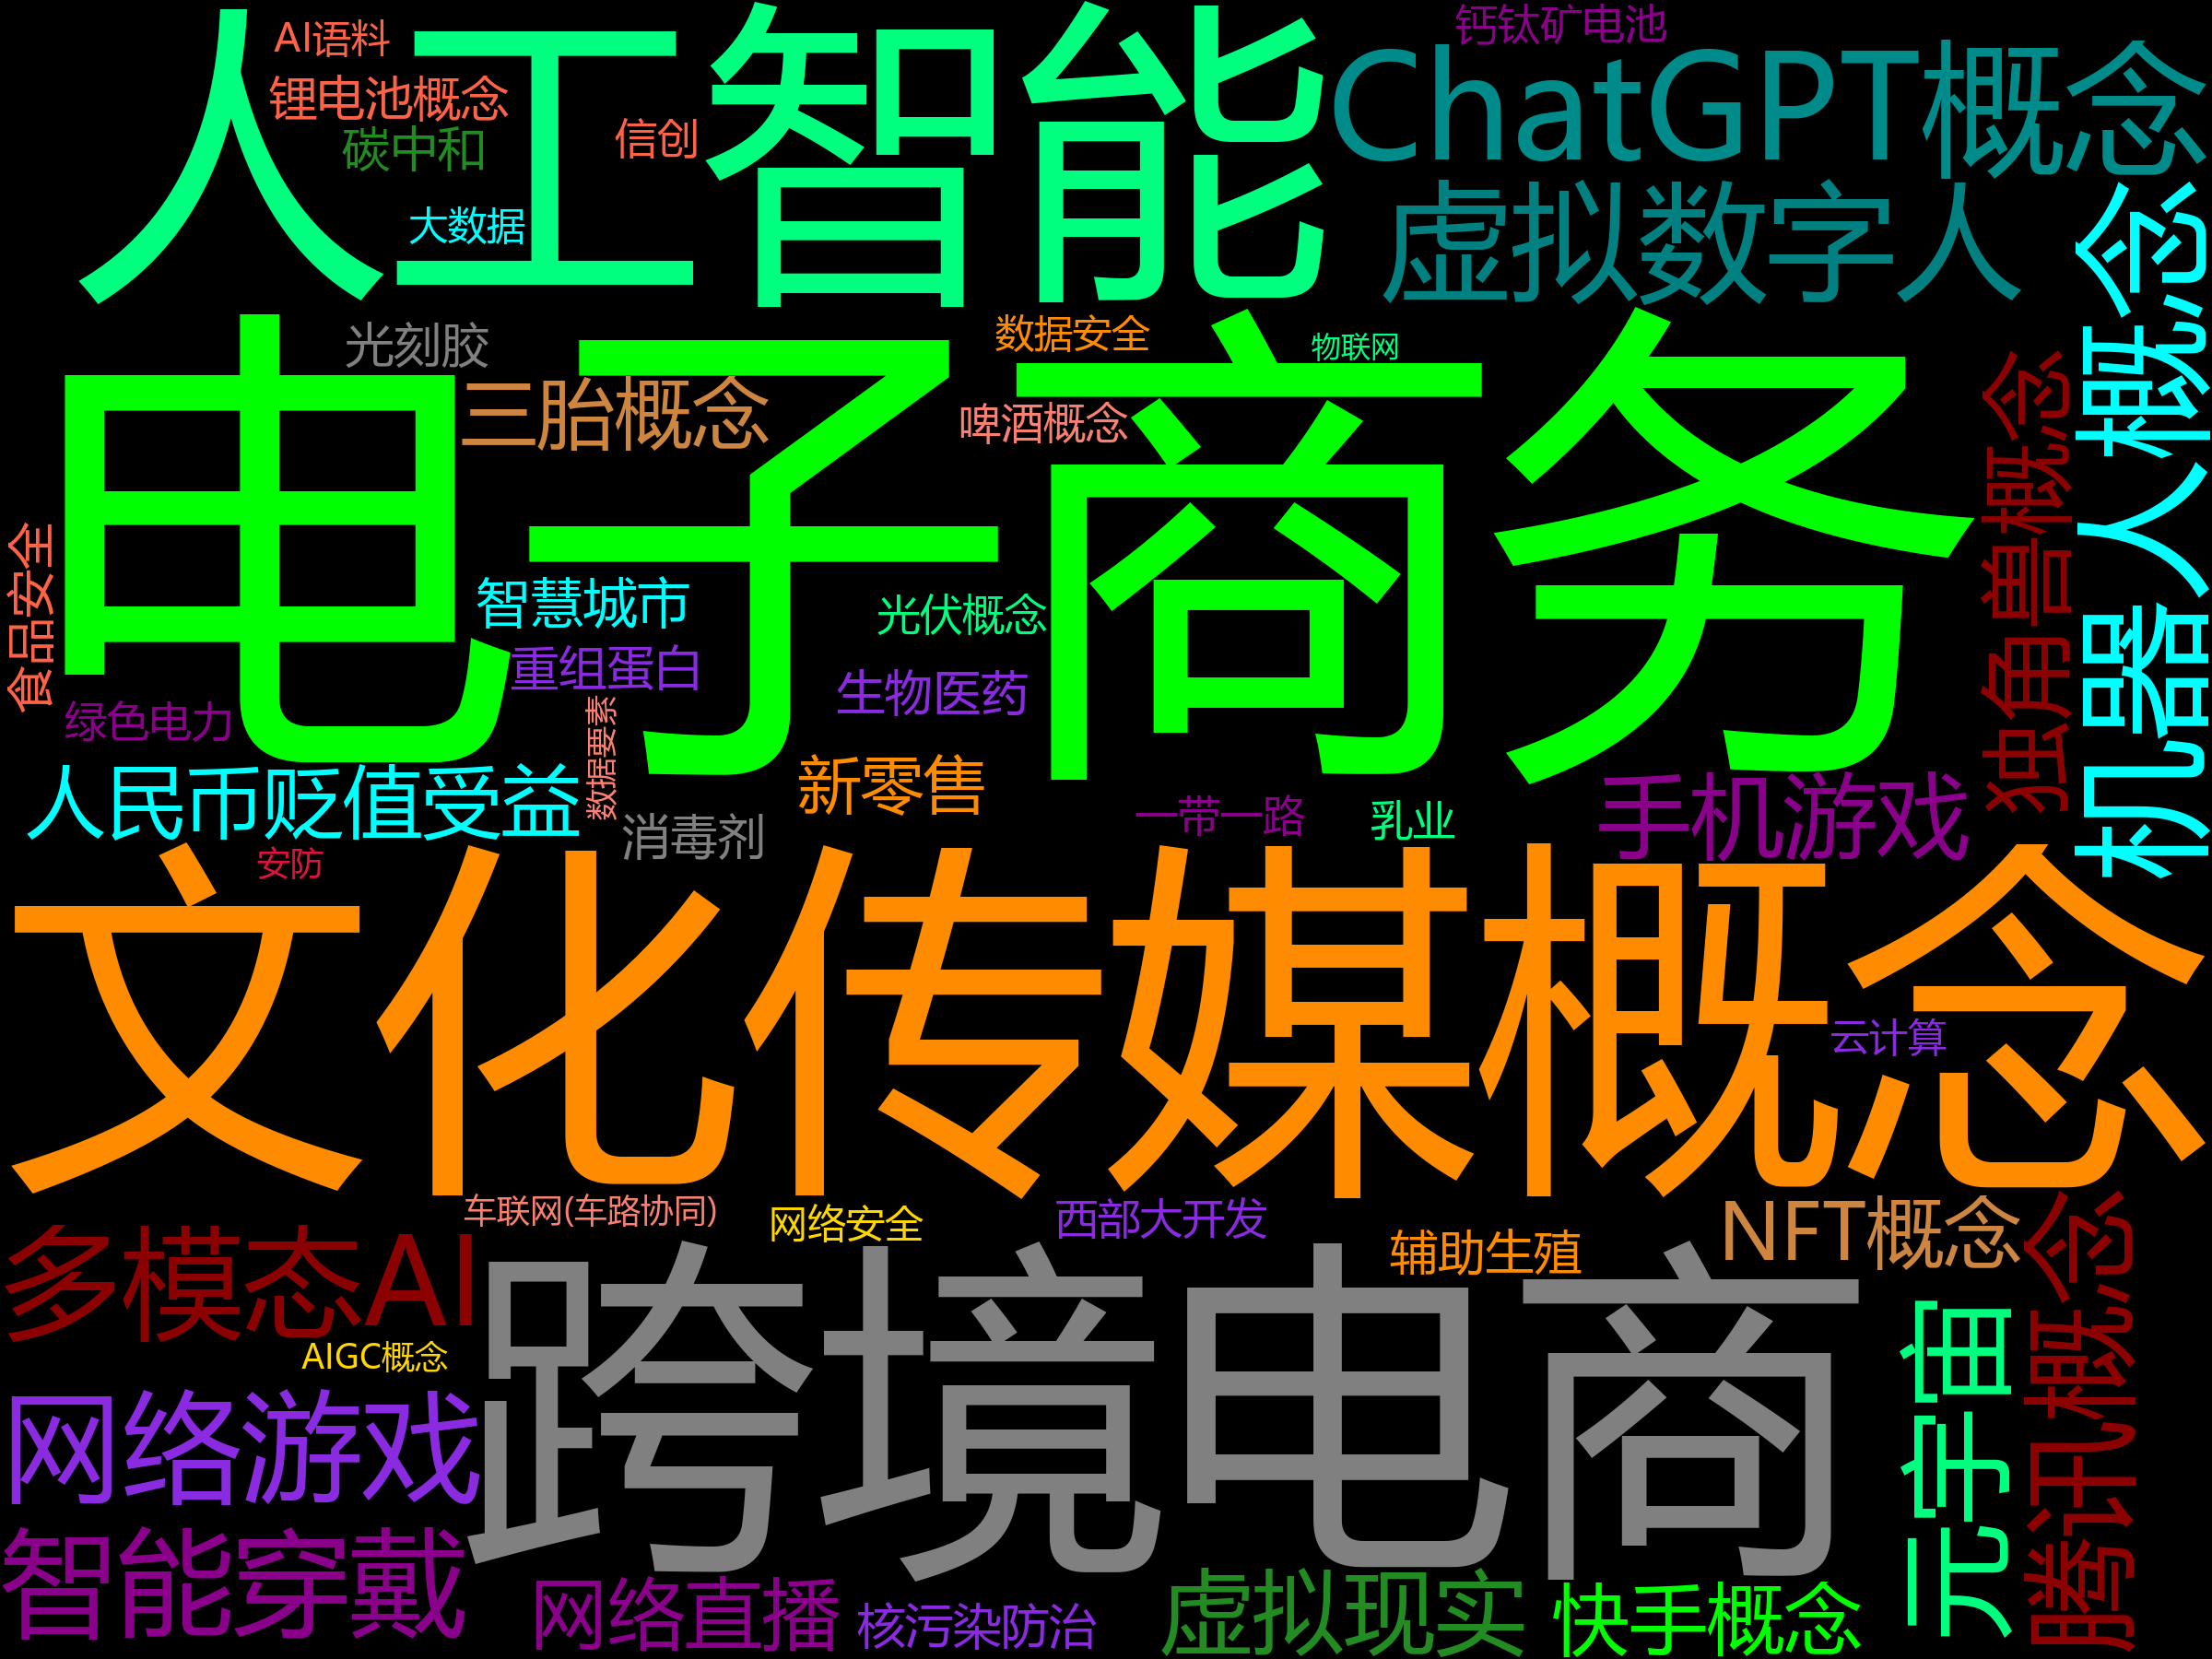 AI语料
钙钛矿电池
人工智能
ChatGPT概念
锂电池概念
碳中和
信创
大数据
虚拟数字人
机器人概念
光刻胶
数据安全
物联网
三胎概念
啤酒概念
电子商务
独角兽概念
食品安全
智慧城市
光伏概念
重组蛋白
生物医药
绿色电力
数据要素
人民币贬值受益
新零售
消毒剂
一带一路
乳业
手机游戏
安防
文化传媒概念
云计算
车联网(车路协同)
网络安全
西部大开发
辅助生殖
NFT概念
多模态AI
AIGC概念
跨境电商
元宇宙
腾讯概念
网络游戏
智能穿戴
网络直播
核污染防治
虚拟现实
快手概念